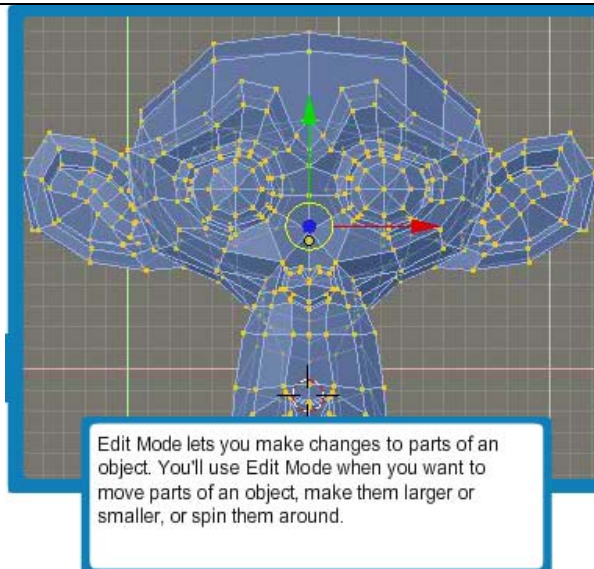 Edit Mode lets you make changes to parts of an
object. You'll use Edit Mode when you want to
move parts of an object, make them larger or
smaller, or spin them around.